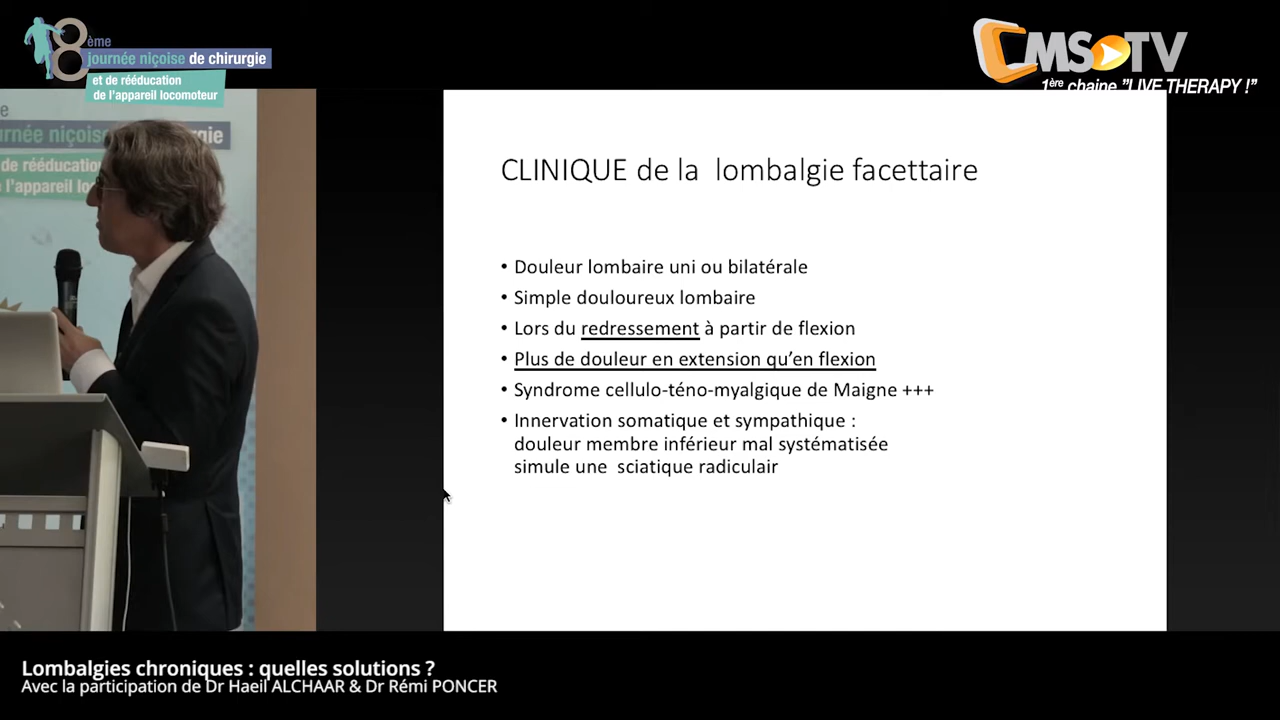 8ème
journée niçoise de chirurgie
et de rééducation
de l'appareil locomoteur
CMS TV
1ère chaine "LIVE THERAPY !"
CLINIQUE de la lombalgie facettaire
• Douleur lombaire uni ou bilatérale
• Simple douloureux lombaire
• Lors du redressement à partir de flexion
• Plus de douleur en extension qu'en flexion
• Syndrome cellulo-téno-myalgique de Maigne +++
• Innervation somatique et sympathique :
douleur membre inférieur mal systématisée
simule une sciatique radiculair
Lombalgies chroniques : quelles solutions ?
Avec la participation de Dr Haeil ALCHAAR & Dr Rémi PONCER